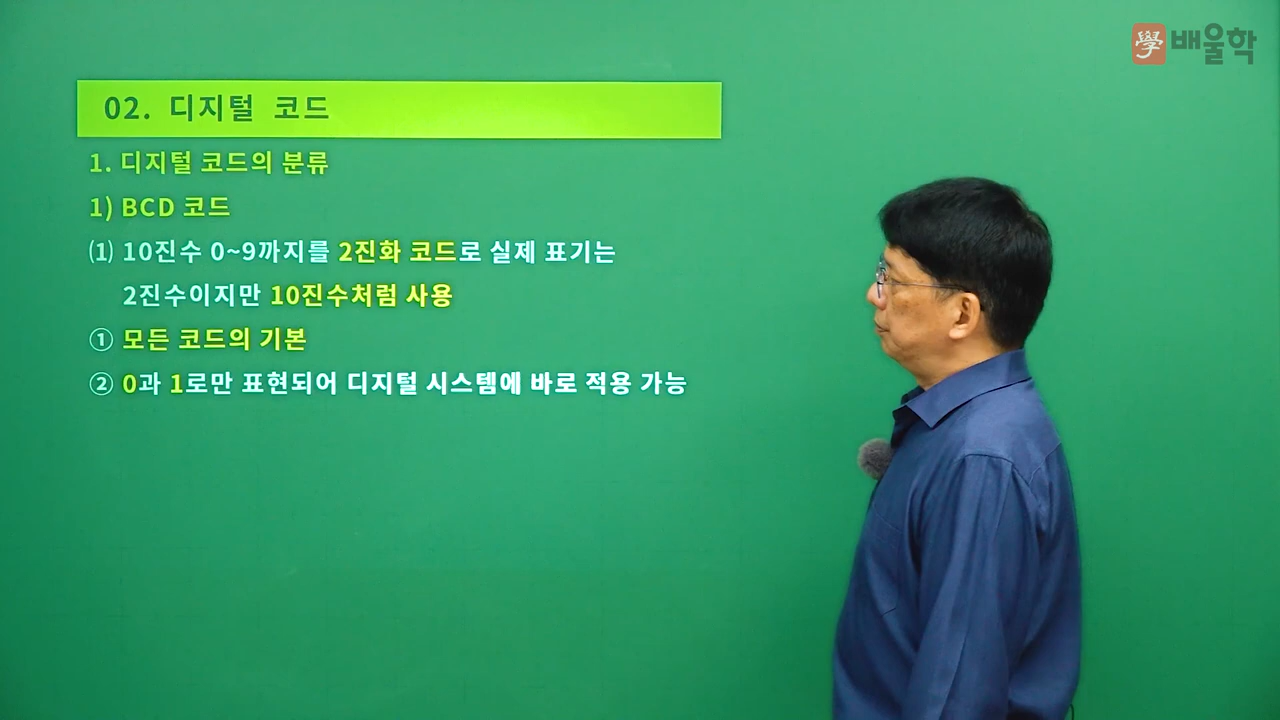 學 배울학
02. 디지털 코드
1. 디지털 코드의 분류
1) BCD 코드
⑴ 10진수 0~9까지를 2진화 코드로 실제 표기는
2진수이지만 10진수처럼 사용
① 모든 코드의 기본
② 0과 1로만 표현되어 디지털 시스템에 바로 적용 가능